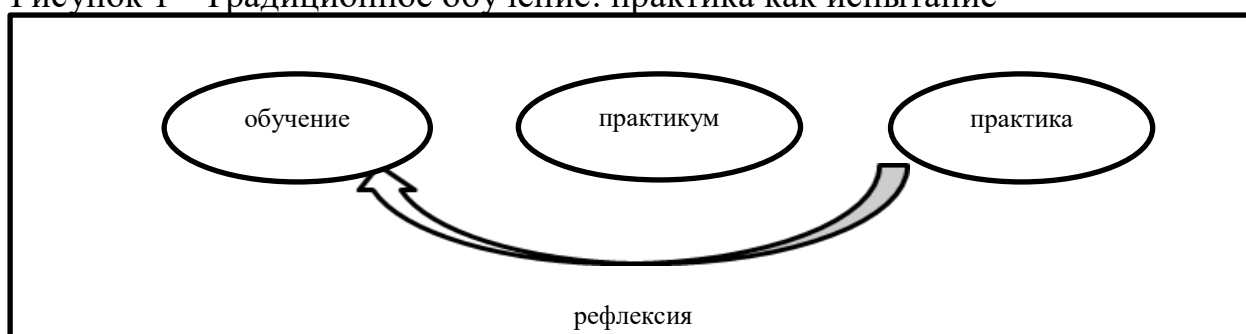 Рисунок 1 – Традиционное обучение: практика как испытание
обучение
практикум
практика
рефлексия